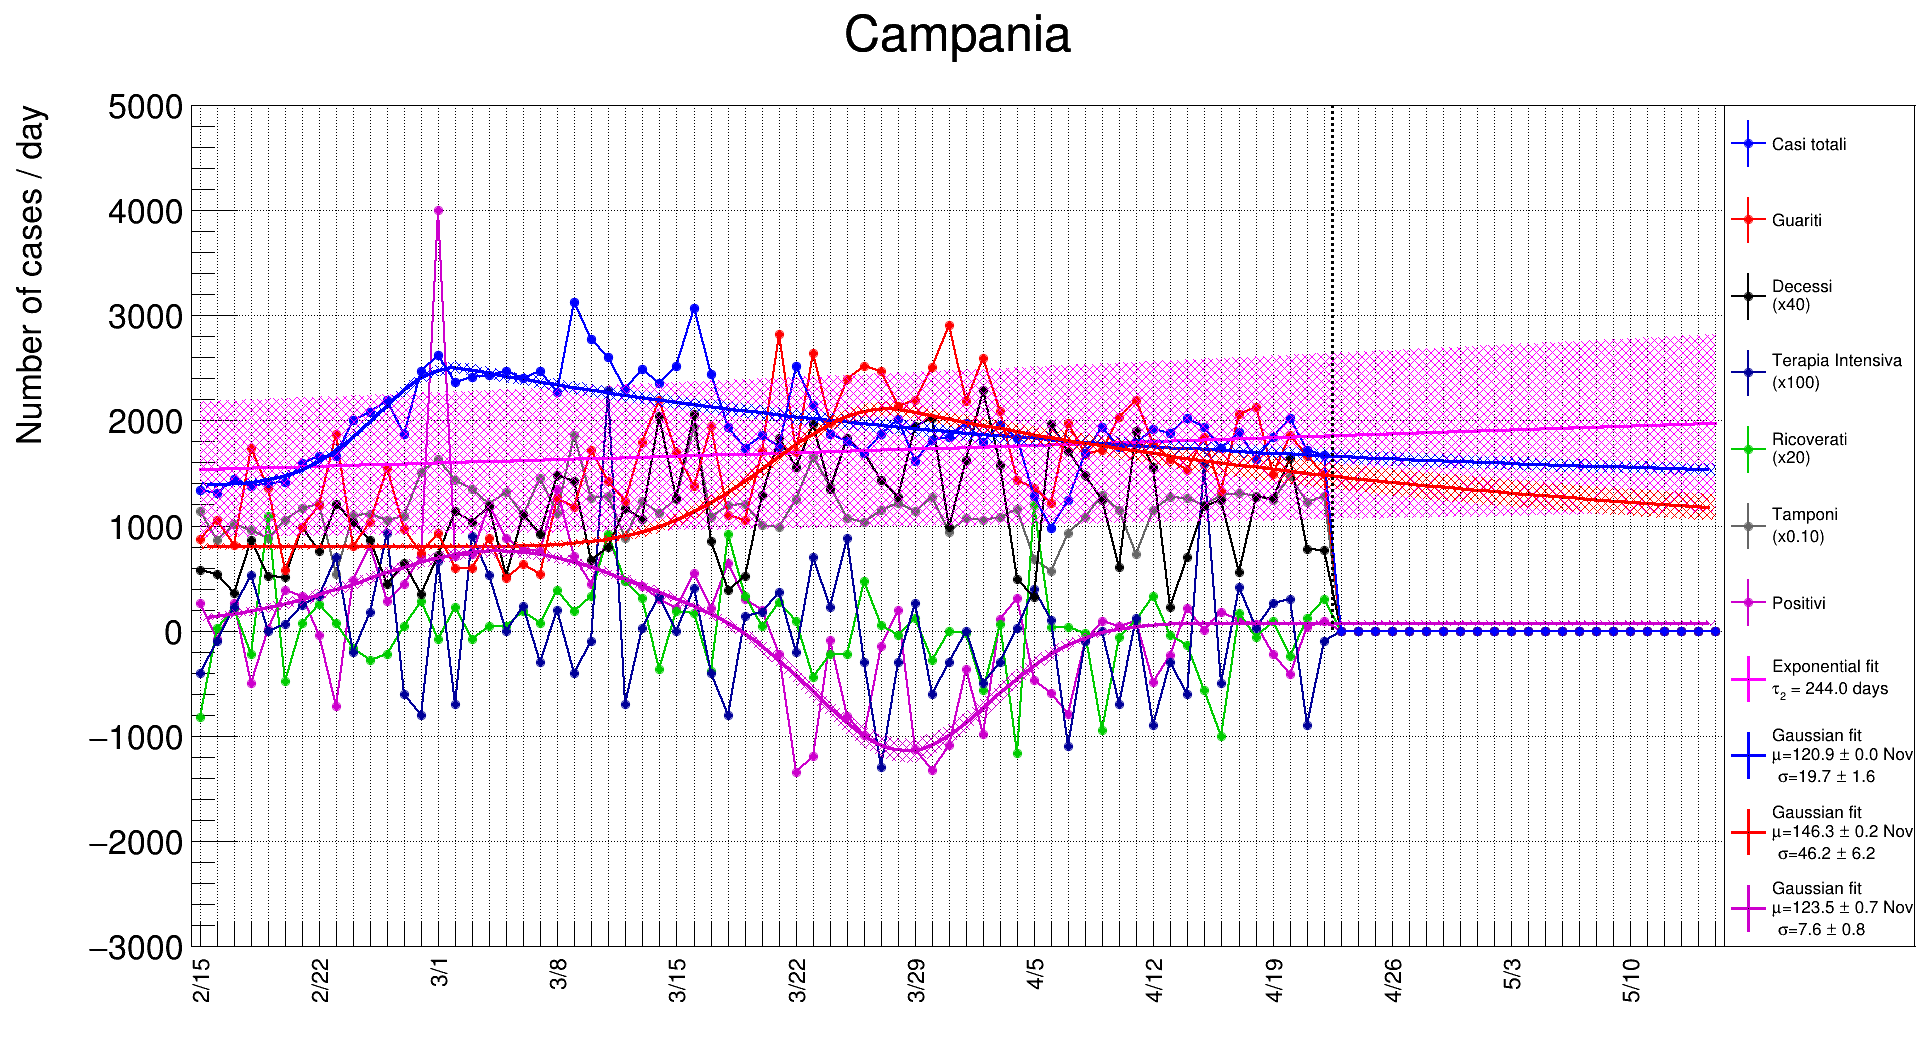 Campania
Number of cases / day
5000
4000
3000
2000
1000
0
−1000
−2000
−3000
2/15
2/22
3/1
3/8
3/15
3/22
3/29
4/5
4/12
4/19
4/26
5/3
5/10
Casi totali
Guariti
Decessi
(x40)
Terapia Intensiva
(x100)
Ricoverati
(x20)
Tamponi
(x0.10)
Positivi
Exponential fit
τ2 = 244.0 days
Gaussian fit
μ=120.9 ± 0.0 Nov
σ=19.7 ± 1.6
Gaussian fit
μ=146.3 ± 0.2 Nov
σ=46.2 ± 6.2
Gaussian fit
μ=123.5 ± 0.7 Nov
σ=7.6 ± 0.8